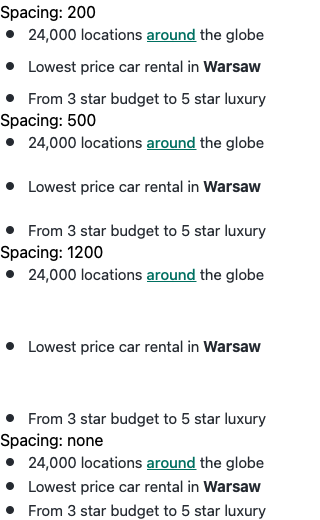 Spacing: 200
• 24,000 locations around the globe
• Lowest price car rental in Warsaw
• From 3 star budget to 5 star luxury
Spacing: 500
• 24,000 locations around the globe
• Lowest price car rental in Warsaw
• From 3 star budget to 5 star luxury
Spacing: 1200
• 24,000 locations around the globe
• Lowest price car rental in Warsaw
• From 3 star budget to 5 star luxury
Spacing: none
• 24,000 locations around the globe
• Lowest price car rental in Warsaw
• From 3 star budget to 5 star luxury